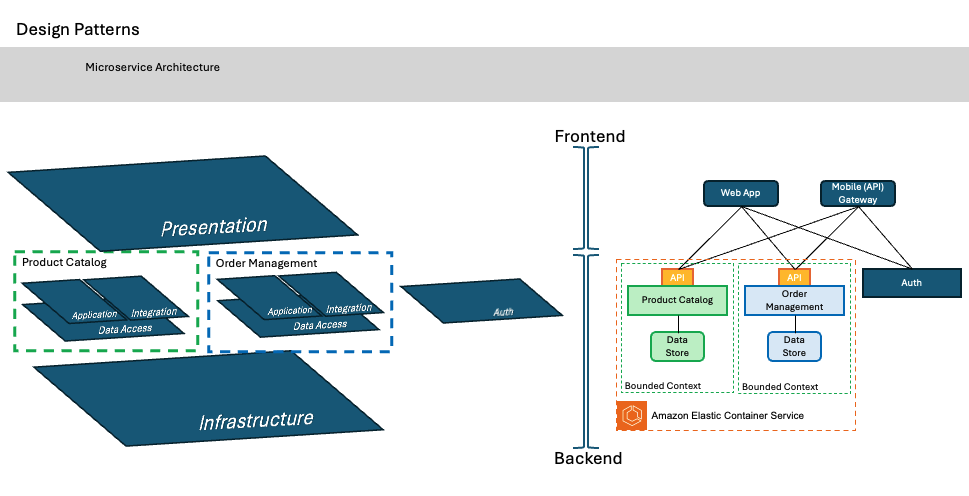 Design Patterns
Microservice Architecture
Frontend
Presentation
Product Catalog
Application
Integration
Data Access
Order Management
Application
Integration
Data Access
Auth
Infrastructure
Web App
Mobile (API)
Gateway
API
Product Catalog
Data
Store
Bounded Context
API
Order
Management
Data
Store
Bounded Context
Auth
Amazon Elastic Container Service
Backend